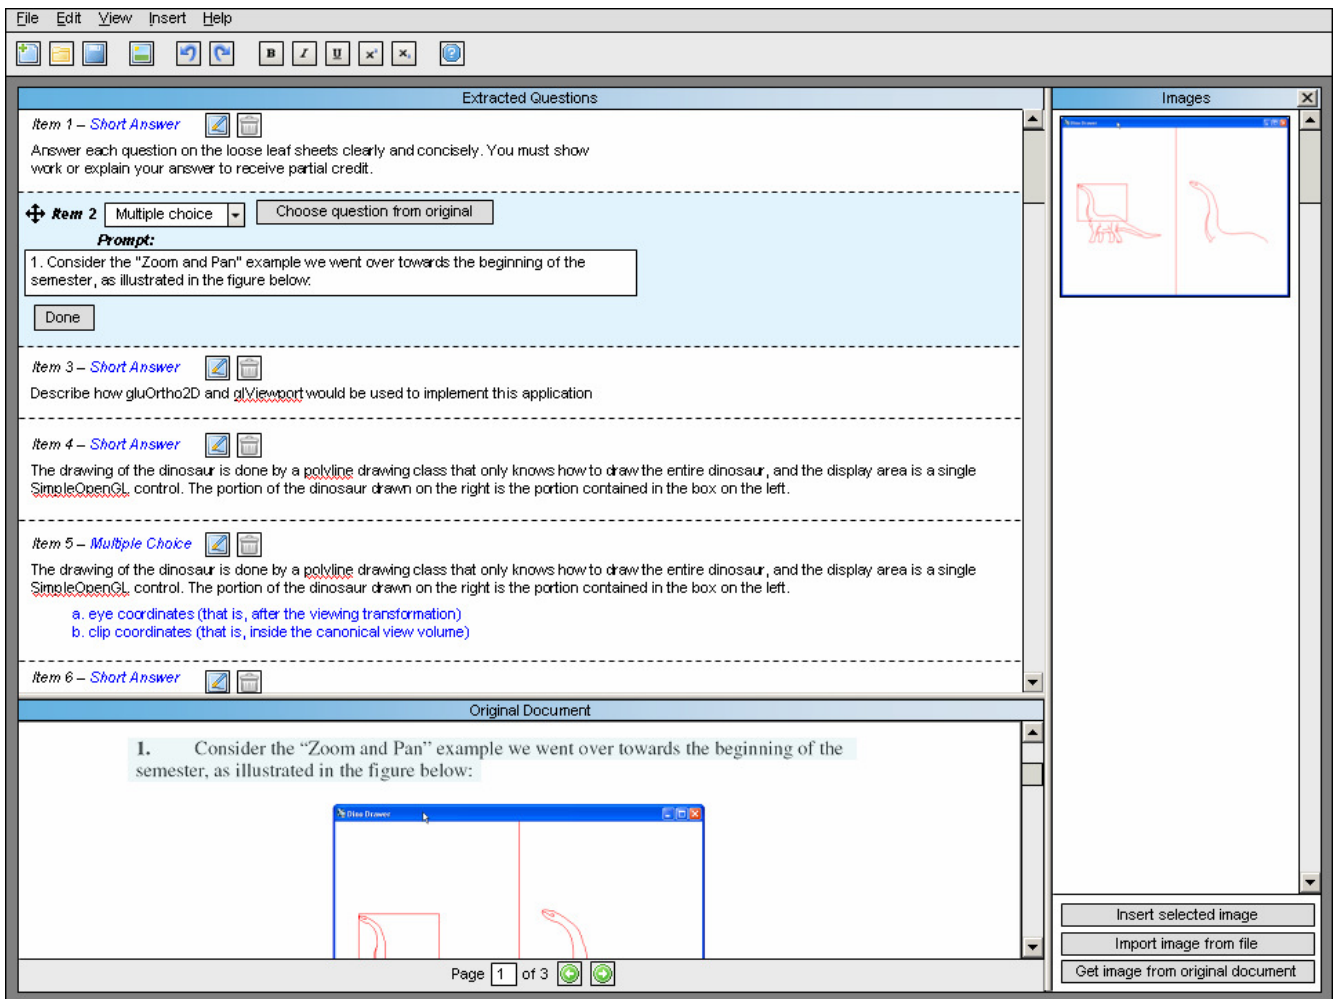 File Edit View Insert Help
B I U x² x₂ ?
Extracted Questions
Item 1 – Short Answer
Answer each question on the loose leaf sheets clearly and concisely. You must show
work or explain your answer to receive partial credit.
Item 2 Multiple choice Choose question from original
Prompt:
1. Consider the "Zoom and Pan" example we went over towards the beginning of the
semester, as illustrated in the figure below:
Done
Item 3 – Short Answer
Describe how gluOrtho2D and glViewport would be used to implement this application
Item 4 – Short Answer
The drawing of the dinosaur is done by a polyline drawing class that only knows how to draw the entire dinosaur, and the display area is a single
SimpleOpenGL control. The portion of the dinosaur drawn on the right is the portion contained in the box on the left.
Item 5 – Multiple Choice
The drawing of the dinosaur is done by a polyline drawing class that only knows how to draw the entire dinosaur, and the display area is a single
SimpleOpenGL control. The portion of the dinosaur drawn on the right is the portion contained in the box on the left.
a. eye coordinates (that is, after the viewing transformation)
b. clip coordinates (that is, inside the canonical view volume)
Item 6 – Short Answer
Original Document
1. Consider the “Zoom and Pan” example we went over towards the beginning of the
semester, as illustrated in the figure below:
Dino Drawer
Page 1 of 3
Images
Dino Drawer
Insert selected image
Import image from file
Get image from original document